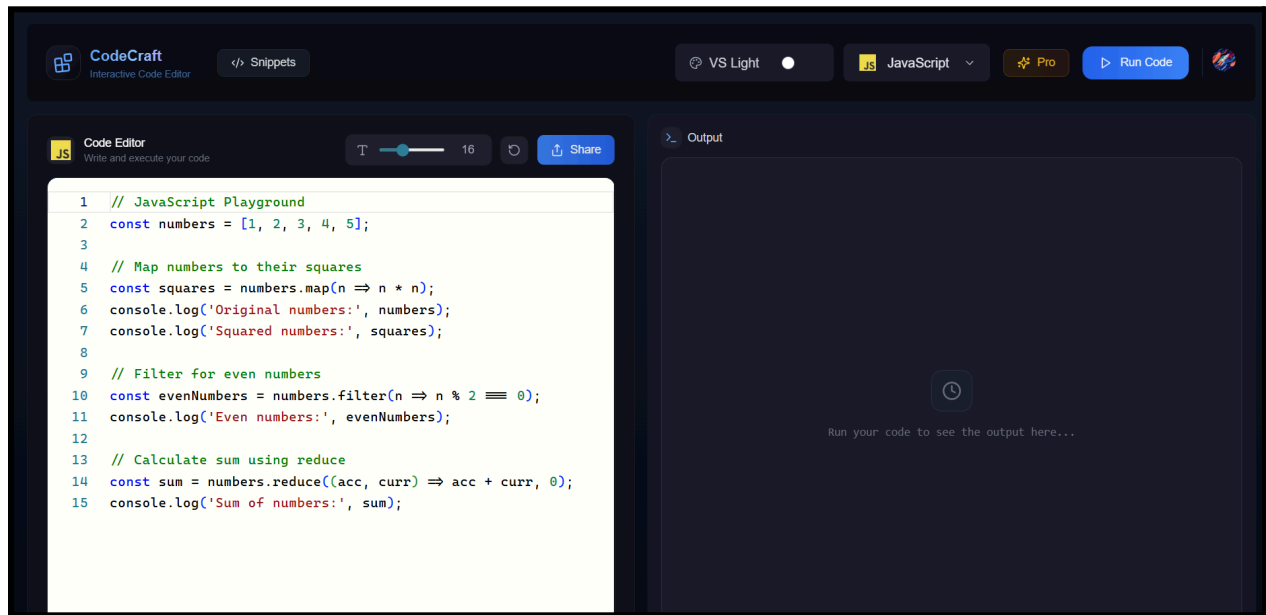 CodeCraft
Interactive Code Editor
</> Snippets
VS Light
JS JavaScript
Pro
Run Code
JS
Code Editor
Write and execute your code
T 16
Share
1 // JavaScript Playground
2 const numbers = [1, 2, 3, 4, 5];
3
4 // Map numbers to their squares
5 const squares = numbers.map(n => n * n);
6 console.log('Original numbers:', numbers);
7 console.log('Squared numbers:', squares);
8
9 // Filter for even numbers
10 const evenNumbers = numbers.filter(n => n % 2 === 0);
11 console.log('Even numbers:', evenNumbers);
12
13 // Calculate sum using reduce
14 const sum = numbers.reduce((acc, curr) => acc + curr, 0);
15 console.log('Sum of numbers:', sum);
>_ Output
Run your code to see the output here...